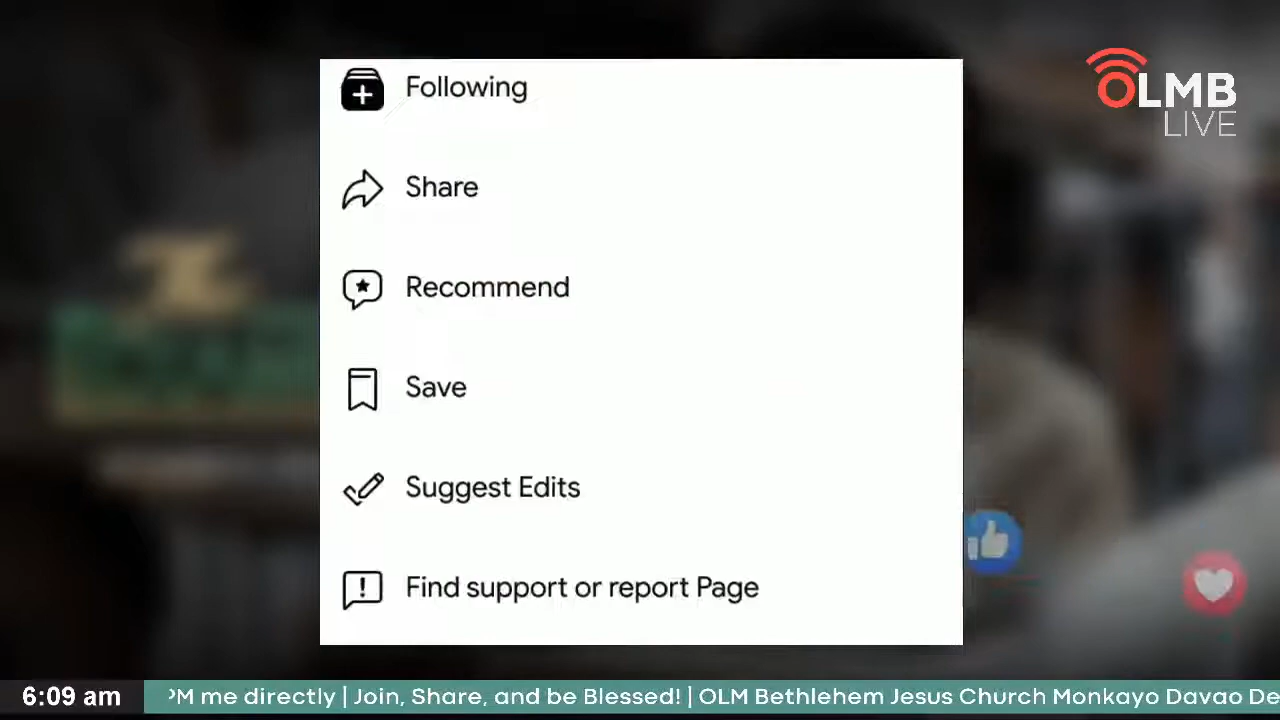 Following
OLMB
LIVE
Share
Recommend
Save
Suggest Edits
Find support or report Page
6:09 am
PM me directly | Join, Share, and be Blessed! | OLM Bethlehem Jesus Church Monkayo Davao De